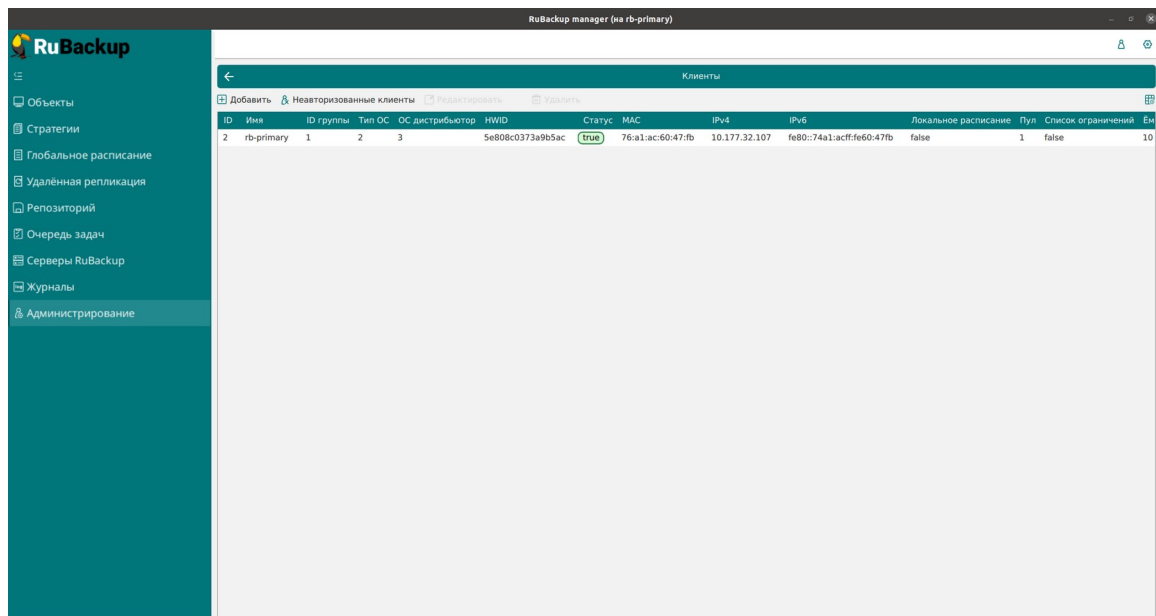 RuBackup manager (на rb-primary)
RuBackup
Объекты
Стратегии
Глобальное расписание
Удалённая репликация
Репозиторий
Очередь задач
Серверы RuBackup
Журналы
Администрирование
Клиенты
Добавить Неавторизованные клиенты Редактировать Удалить
ID Имя ID группы Тип ОС ОС дистрибьютор HWID Статус MAC IPv4 IPv6 Локальное расписание Пул Список ограничений Ём
2 rb-primary 1 2 3 5e808c0373a9b5ac true 76:a1:ac:60:47:fb 10.177.32.107 fe80::74a1:acff:fe60:47fb false 1 false 10